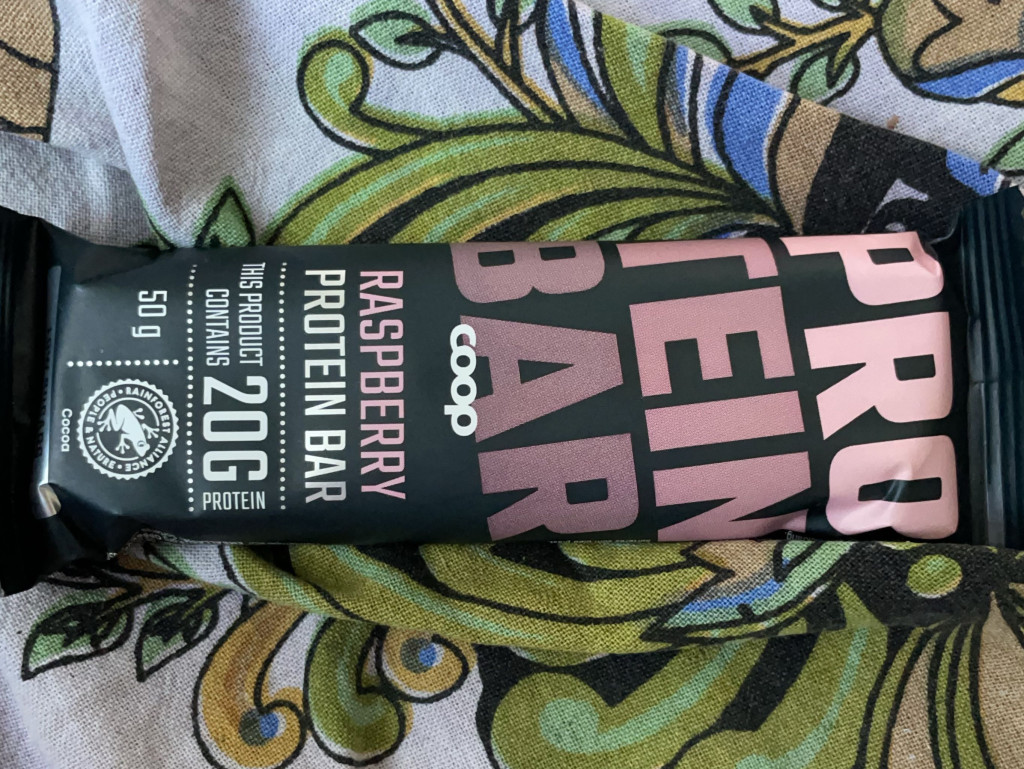 PRO
TEIN
BAR
coop
RASPBERRY
PROTEIN BAR
THIS PRODUCT
CONTAINS
20G
PROTEIN
50 g
RAINFOREST ALLIANCE
PEOPLE & NATURE
Cocoa